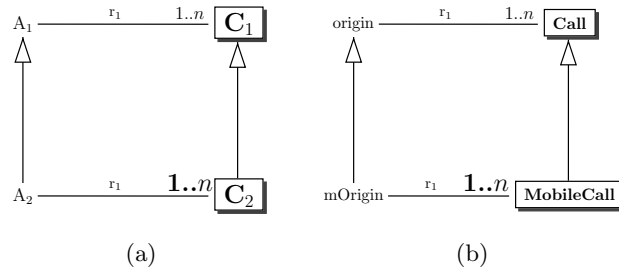 A₁ r₁ 1..n C₁ origin r₁ 1..n Call
A₂ r₁ 1..n C₂ mOrigin r₁ 1..n MobileCall
(a) (b)